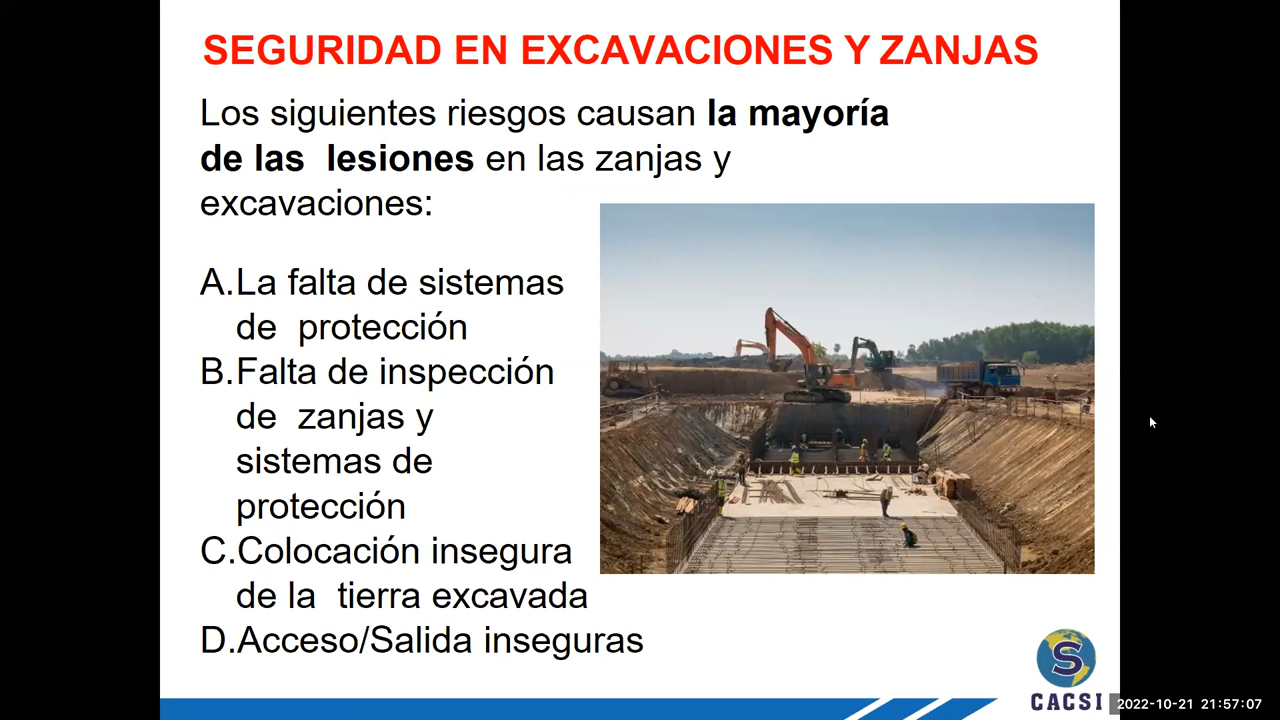 SEGURIDAD EN EXCAVACIONES Y ZANJAS
Los siguientes riesgos causan la mayoría
de las lesiones en las zanjas y
excavaciones:
A.La falta de sistemas
de protección
B.Falta de inspección
de zanjas y
sistemas de
protección
C.Colocación insegura
de la tierra excavada
D.Acceso/Salida inseguras
S
CACSI
2022-10-21 21:57:07